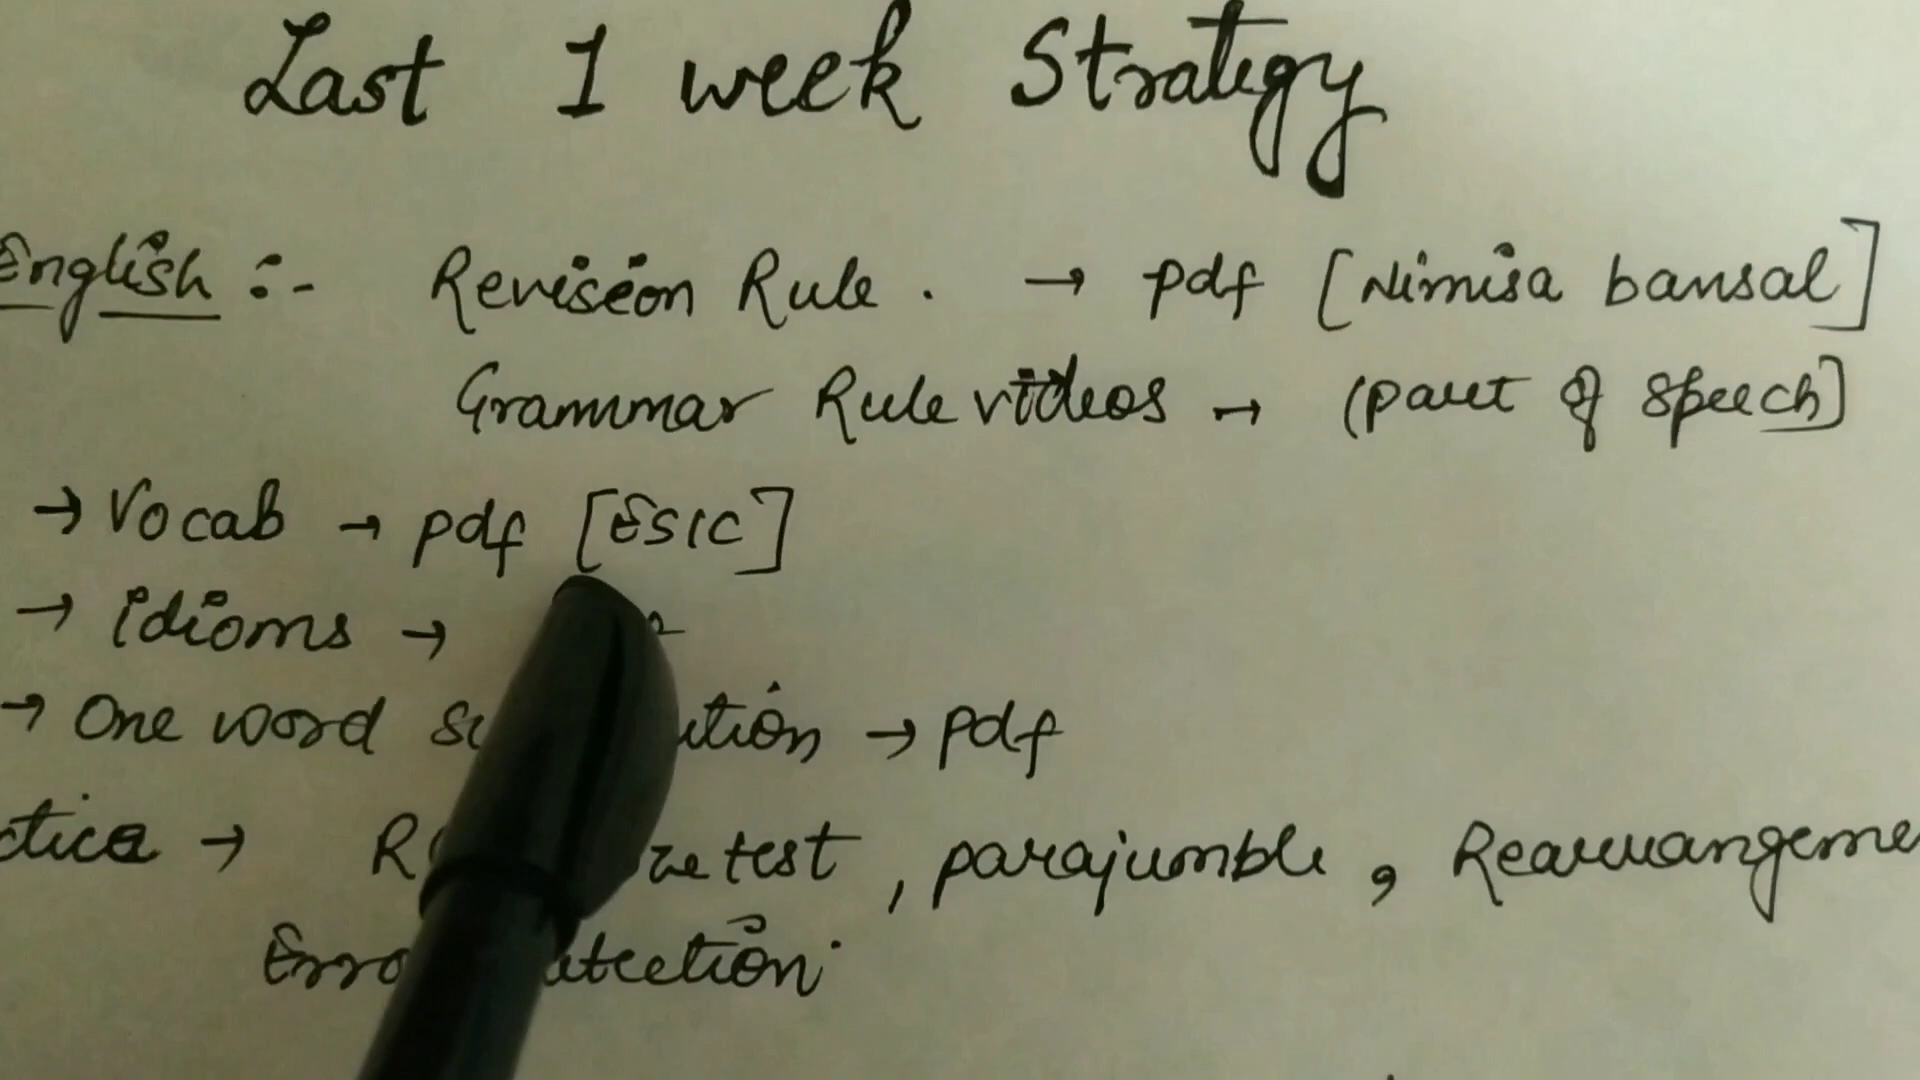 Last 1 week Strategy
English :- Revision Rule . → pdf [Nimisa bansal]
Grammar Rule videos → (part of speech]
→ Vocab → pdf [ESIC]
→ idioms →
→ One word → pdf
→ test , parajumble ,